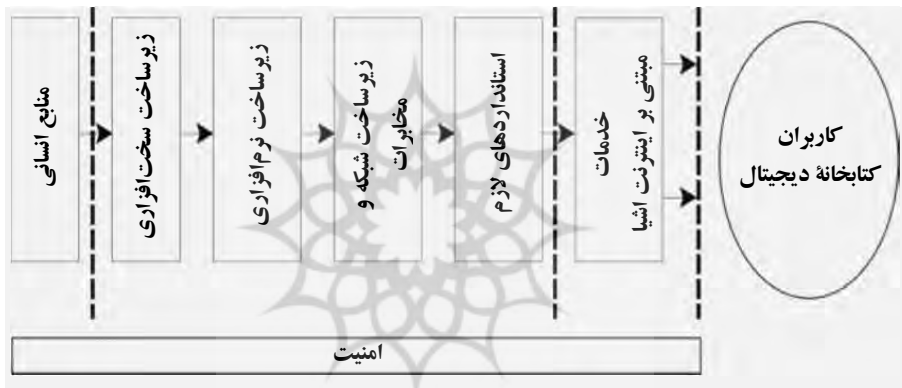 منابع انسانی
زیرساخت سخت‌افزاری
زیرساخت نرم‌افزاری
زیرساخت شبکه و
مخابرات
استانداردهای لازم
خدمات
مبتنی بر اینترنت اشیا
کاربران
کتابخانهٔ دیجیتال
امنیت